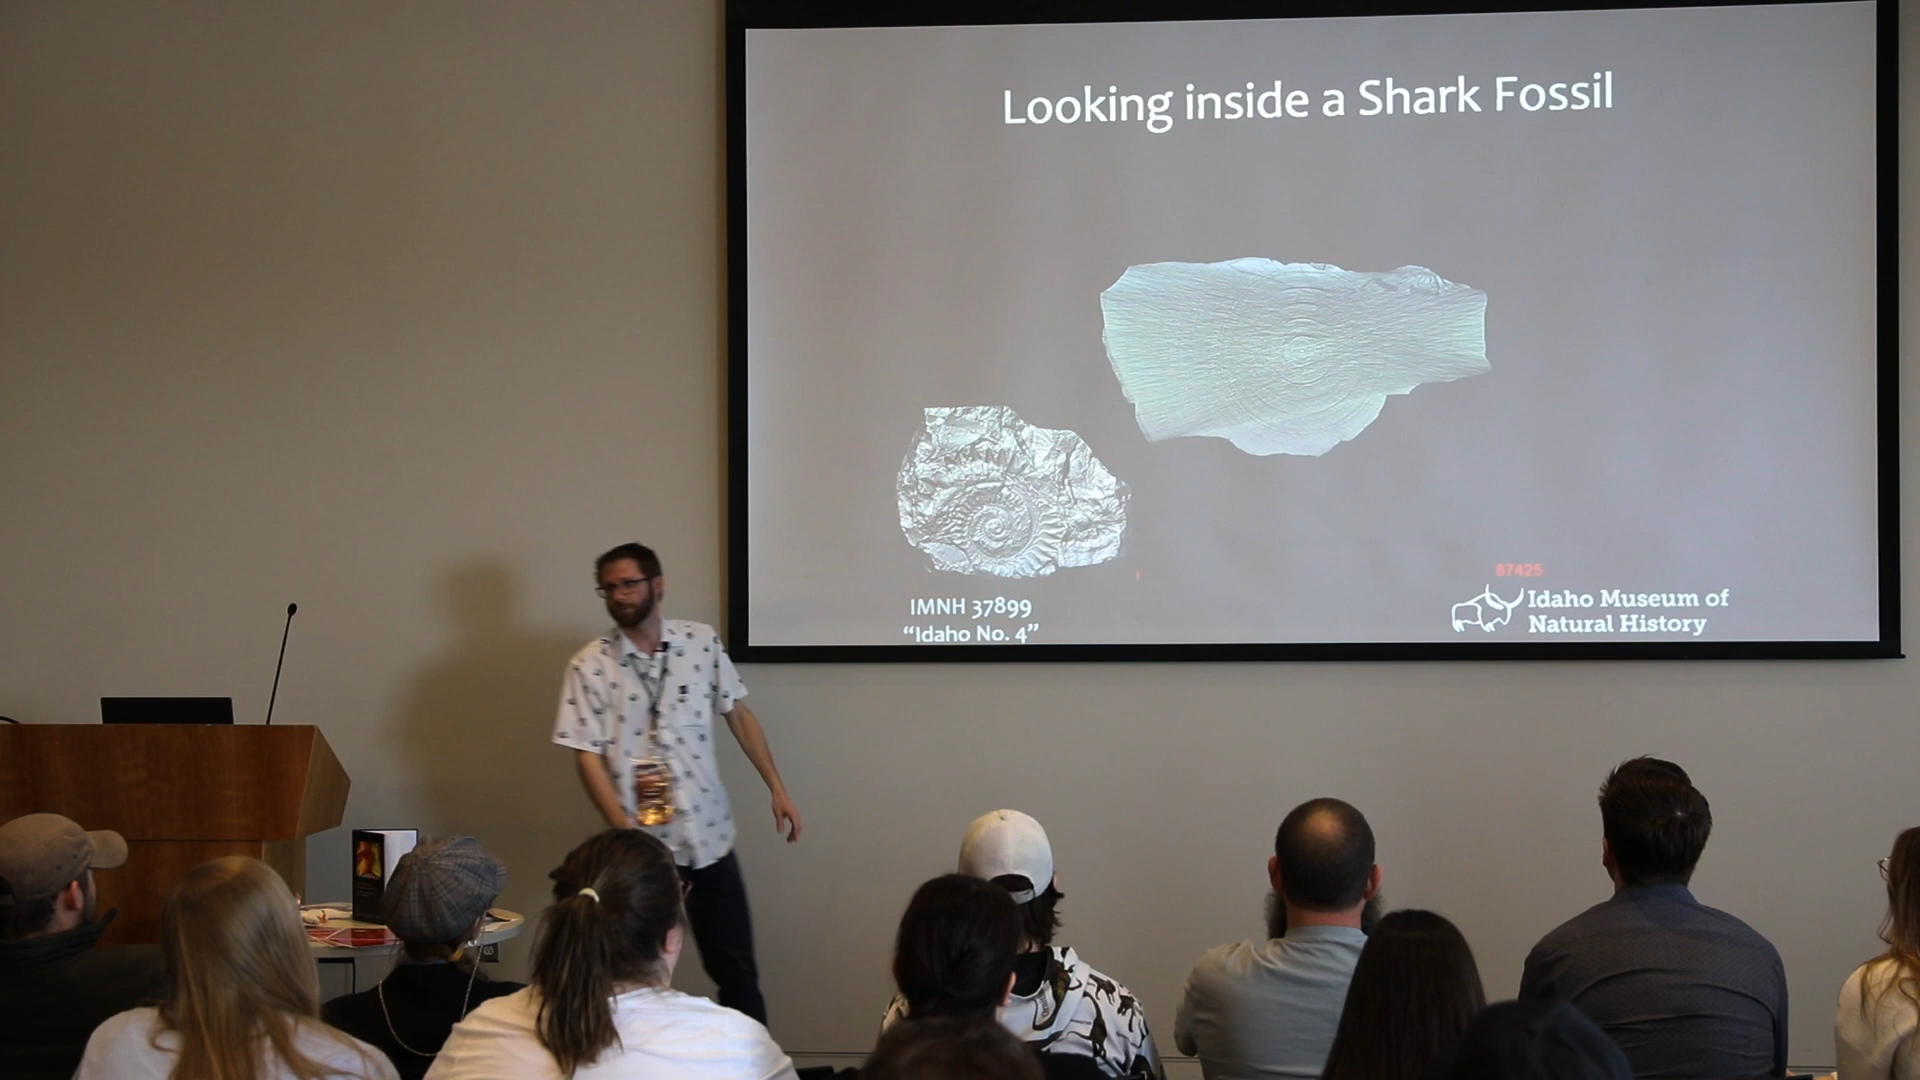 Looking inside a Shark Fossil
IMNH 37899
“Idaho No. 4”
87425
Idaho Museum of
Natural History